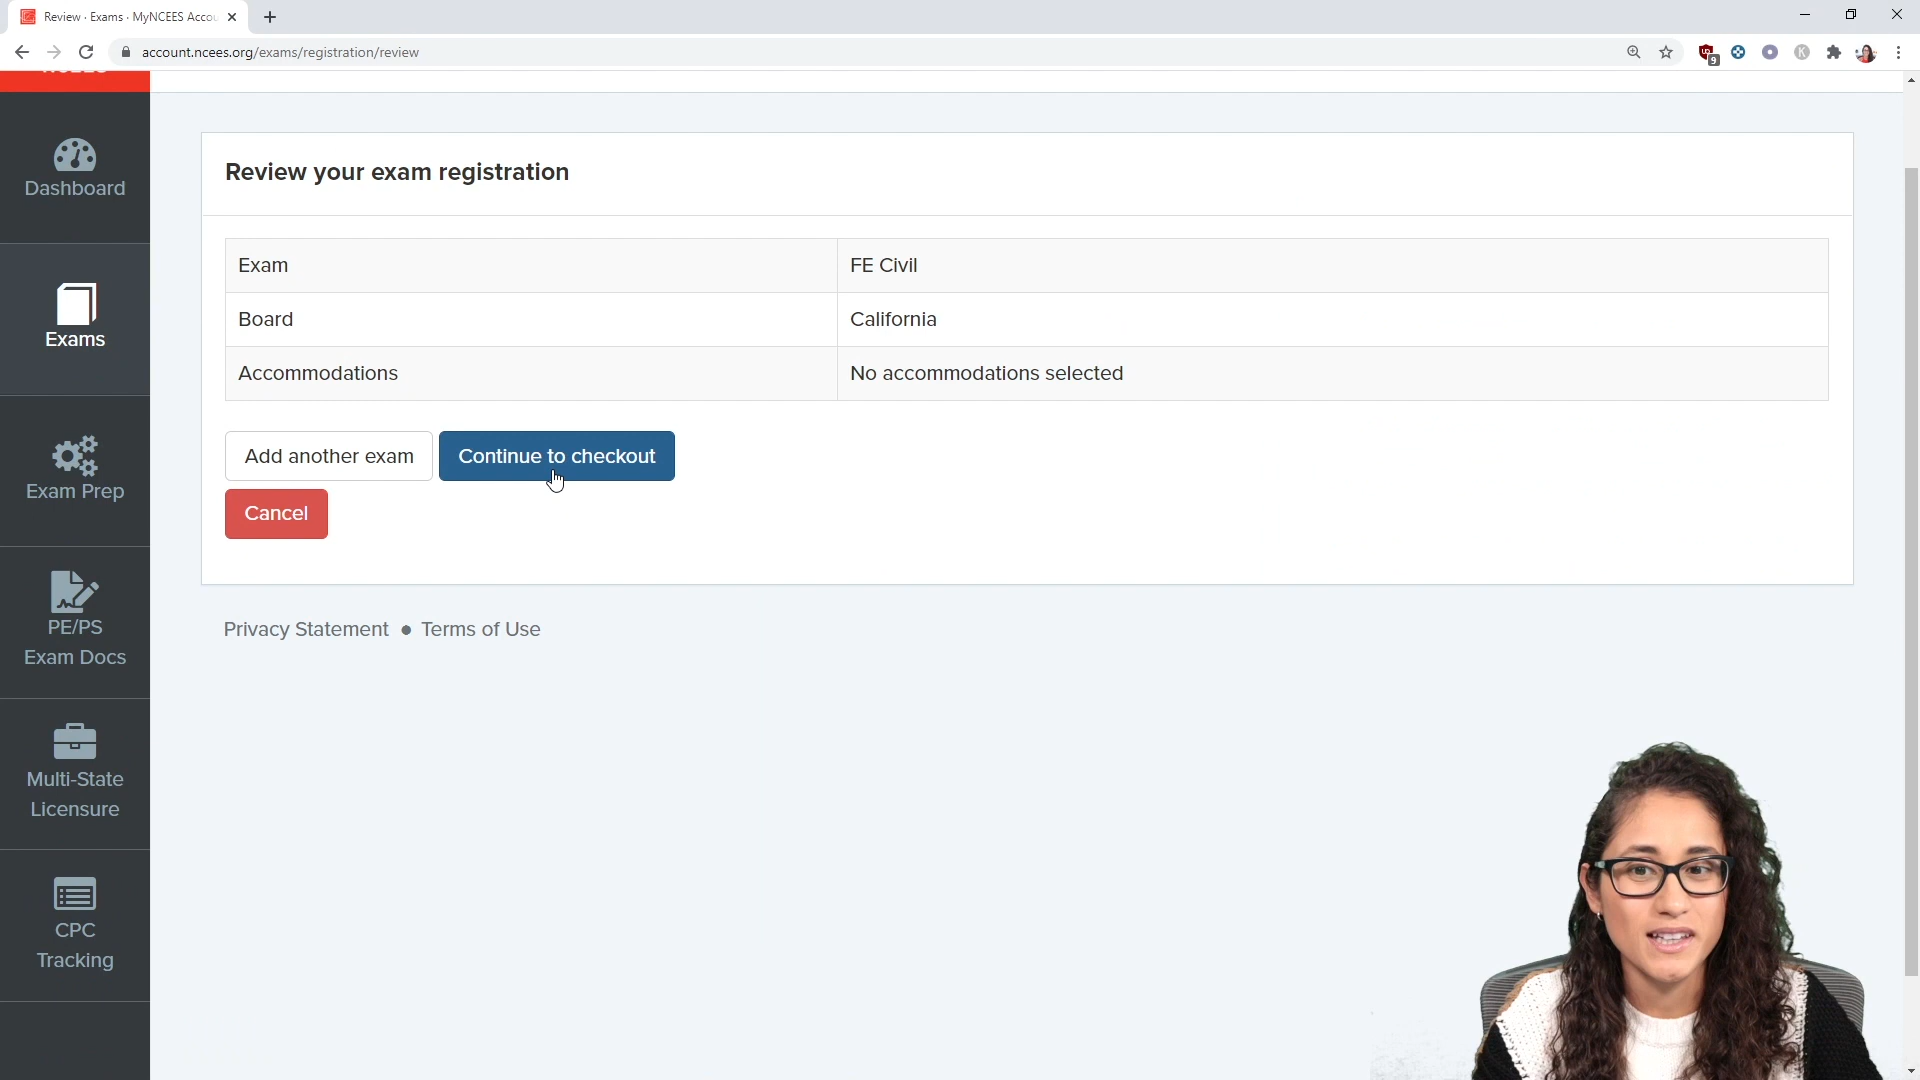 Review · Exams · MyNCEES Accou
account.ncees.org/exams/registration/review
9
K
NCEES
Dashboard
Exams
Exam Prep
PE/PS
Exam Docs
Multi-State
Licensure
CPC
Tracking
Review your exam registration
Exam FE Civil
Board California
Accommodations No accommodations selected
Add another exam Continue to checkout
Cancel
Privacy Statement ● Terms of Use